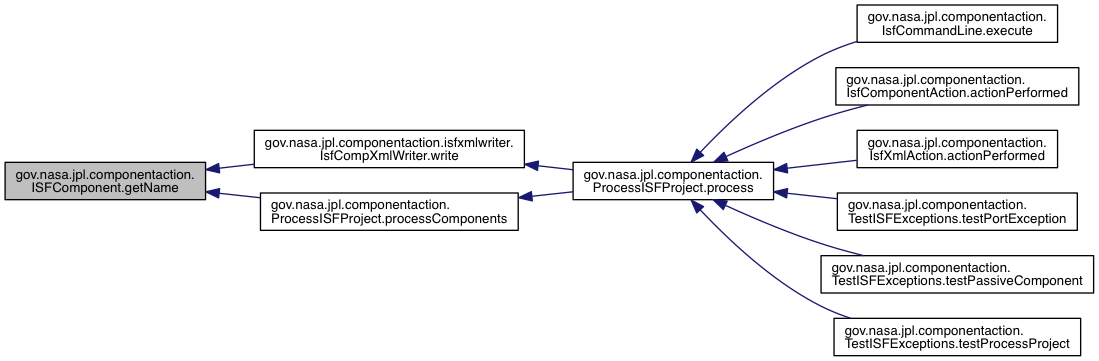 gov.nasa.jpl.componentaction.
ISFComponent.getName
gov.nasa.jpl.componentaction.isfxmlwriter.
IsfCompXmlWriter.write
gov.nasa.jpl.componentaction.
ProcessISFProject.processComponents
gov.nasa.jpl.componentaction.
ProcessISFProject.process
gov.nasa.jpl.componentaction.
IsfCommandLine.execute
gov.nasa.jpl.componentaction.
IsfComponentAction.actionPerformed
gov.nasa.jpl.componentaction.
IsfXmlAction.actionPerformed
gov.nasa.jpl.componentaction.
TestISFExceptions.testPortException
gov.nasa.jpl.componentaction.
TestISFExceptions.testPassiveComponent
gov.nasa.jpl.componentaction.
TestISFExceptions.testProcessProject